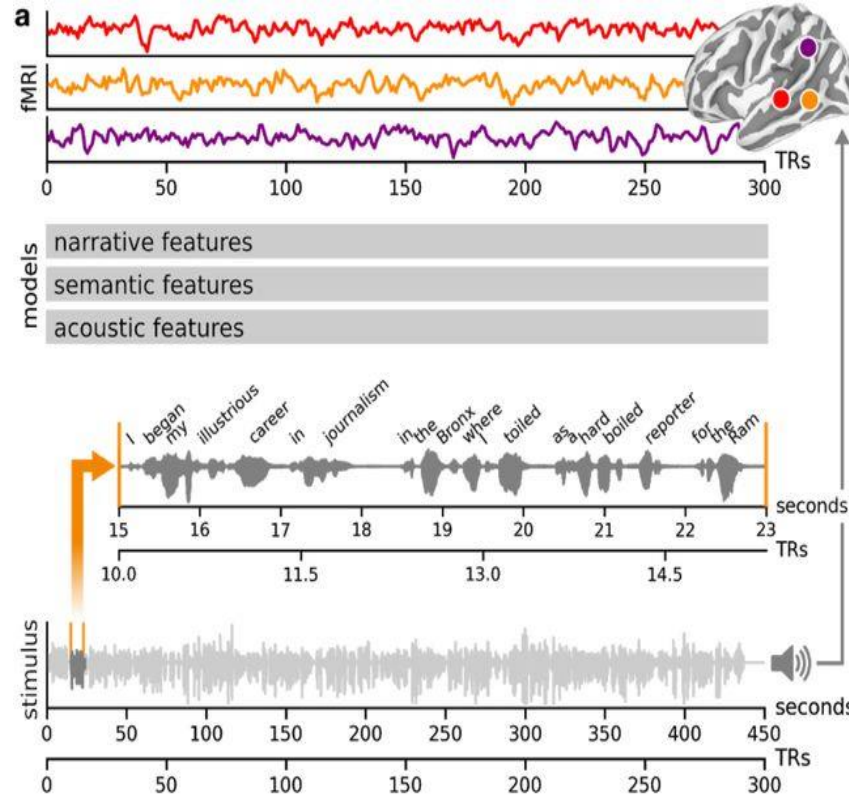 a
fMRI
TRs
0 50 100 150 200 250 300
models
narrative features
semantic features
acoustic features
I began my illustrious career in journalism in the Bronx where I toiled as a hard boiled reporter for the Ram
seconds
15 16 17 18 19 20 21 22 23
TRs
10.0 11.5 13.0 14.5
stimulus
seconds
0 50 100 150 200 250 300 350 400 450
TRs
0 50 100 150 200 250 300